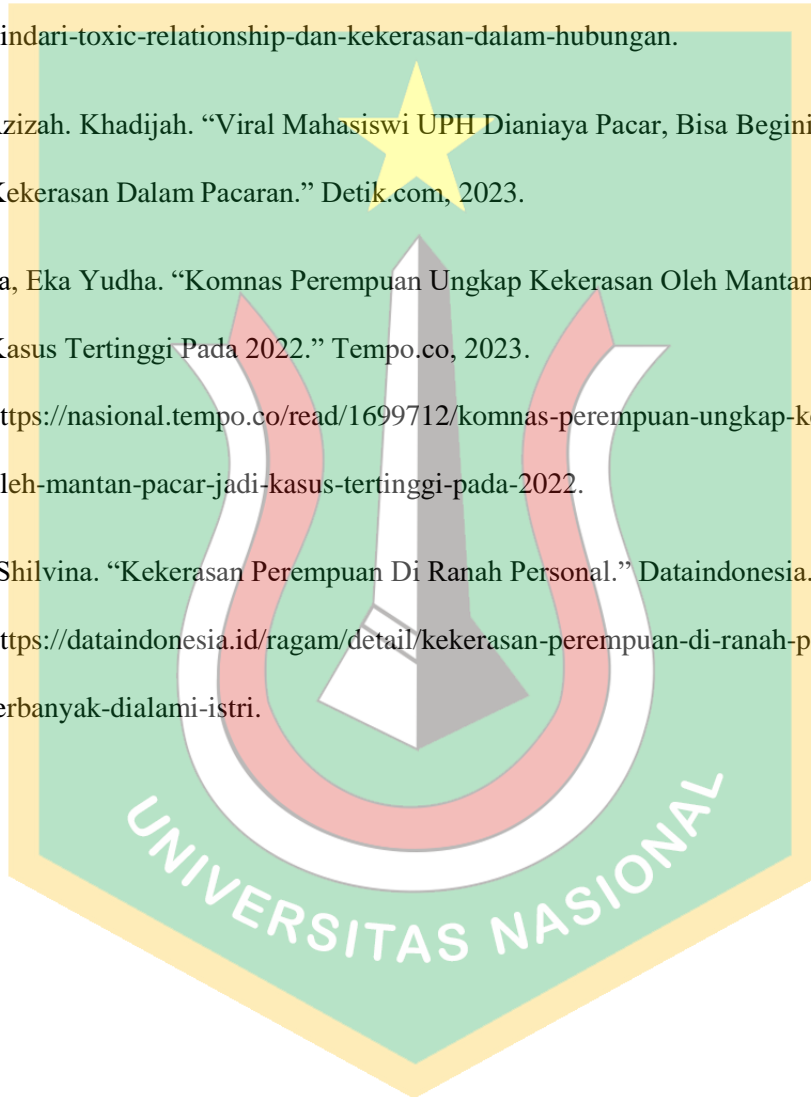 indari-toxic-relationship-dan-kekerasan-dalam-hubungan.
Azizah. Khadijah. “Viral Mahasiswi UPH Dianiaya Pacar, Bisa Begini
Kekerasan Dalam Pacaran.” Detik.com, 2023.
a, Eka Yudha. “Komnas Perempuan Ungkap Kekerasan Oleh Mantan
Kasus Tertinggi Pada 2022.” Tempo.co, 2023.
ttps://nasional.tempo.co/read/1699712/komnas-perempuan-ungkap-k
leh-mantan-pacar-jadi-kasus-tertinggi-pada-2022.
Shilvina. “Kekerasan Perempuan Di Ranah Personal.” Dataindonesia.
ttps://dataindonesia.id/ragam/detail/kekerasan-perempuan-di-ranah-p
erbanyak-dialami-istri.
UNIVERSITAS NASIONAL